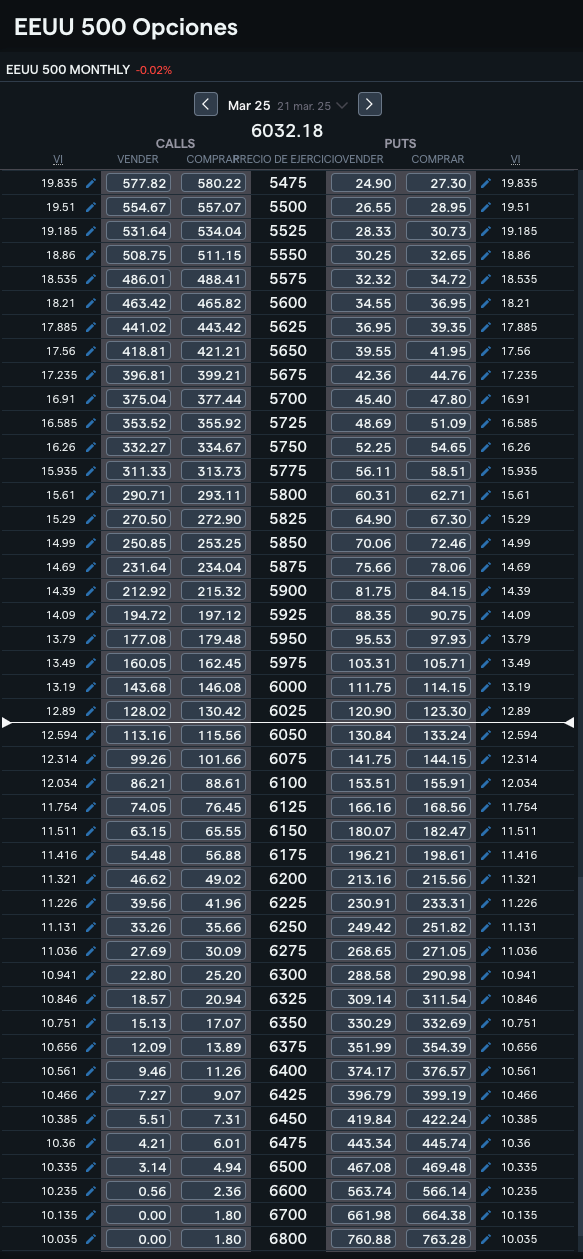 EEUU 500 Opciones
EEUU 500 MONTHLY -0.02%
Mar 25 21 mar. 25
6032.18
CALLS PUTS
VI VENDER COMPRAR PRECIO DE EJERCICIO VENDER COMPRAR VI
19.835 577.82 580.22 5475 24.90 27.30 19.835
19.51 554.67 557.07 5500 26.55 28.95 19.51
19.185 531.64 534.04 5525 28.33 30.73 19.185
18.86 508.75 511.15 5550 30.25 32.65 18.86
18.535 486.01 488.41 5575 32.32 34.72 18.535
18.21 463.42 465.82 5600 34.55 36.95 18.21
17.885 441.02 443.42 5625 36.95 39.35 17.885
17.56 418.81 421.21 5650 39.55 41.95 17.56
17.235 396.81 399.21 5675 42.36 44.76 17.235
16.91 375.04 377.44 5700 45.40 47.80 16.91
16.585 353.52 355.92 5725 48.69 51.09 16.585
16.26 332.27 334.67 5750 52.25 54.65 16.26
15.935 311.33 313.73 5775 56.11 58.51 15.935
15.61 290.71 293.11 5800 60.31 62.71 15.61
15.29 270.50 272.90 5825 64.90 67.30 15.29
14.99 250.85 253.25 5850 70.06 72.46 14.99
14.69 231.64 234.04 5875 75.66 78.06 14.69
14.39 212.92 215.32 5900 81.75 84.15 14.39
14.09 194.72 197.12 5925 88.35 90.75 14.09
13.79 177.08 179.48 5950 95.53 97.93 13.79
13.49 160.05 162.45 5975 103.31 105.71 13.49
13.19 143.68 146.08 6000 111.75 114.15 13.19
12.89 128.02 130.42 6025 120.90 123.30 12.89
12.594 113.16 115.56 6050 130.84 133.24 12.594
12.314 99.26 101.66 6075 141.75 144.15 12.314
12.034 86.21 88.61 6100 153.51 155.91 12.034
11.754 74.05 76.45 6125 166.16 168.56 11.754
11.511 63.15 65.55 6150 180.07 182.47 11.511
11.416 54.48 56.88 6175 196.21 198.61 11.416
11.321 46.62 49.02 6200 213.16 215.56 11.321
11.226 39.56 41.96 6225 230.91 233.31 11.226
11.131 33.26 35.66 6250 249.42 251.82 11.131
11.036 27.69 30.09 6275 268.65 271.05 11.036
10.941 22.80 25.20 6300 288.58 290.98 10.941
10.846 18.57 20.94 6325 309.14 311.54 10.846
10.751 15.13 17.07 6350 330.29 332.69 10.751
10.656 12.09 13.89 6375 351.99 354.39 10.656
10.561 9.46 11.26 6400 374.17 376.57 10.561
10.466 7.27 9.07 6425 396.79 399.19 10.466
10.385 5.51 7.31 6450 419.84 422.24 10.385
10.36 4.21 6.01 6475 443.34 445.74 10.36
10.335 3.14 4.94 6500 467.08 469.48 10.335
10.235 0.56 2.36 6600 563.74 566.14 10.235
10.135 0.00 1.80 6700 661.98 664.38 10.135
10.035 0.00 1.80 6800 760.88 763.28 10.035